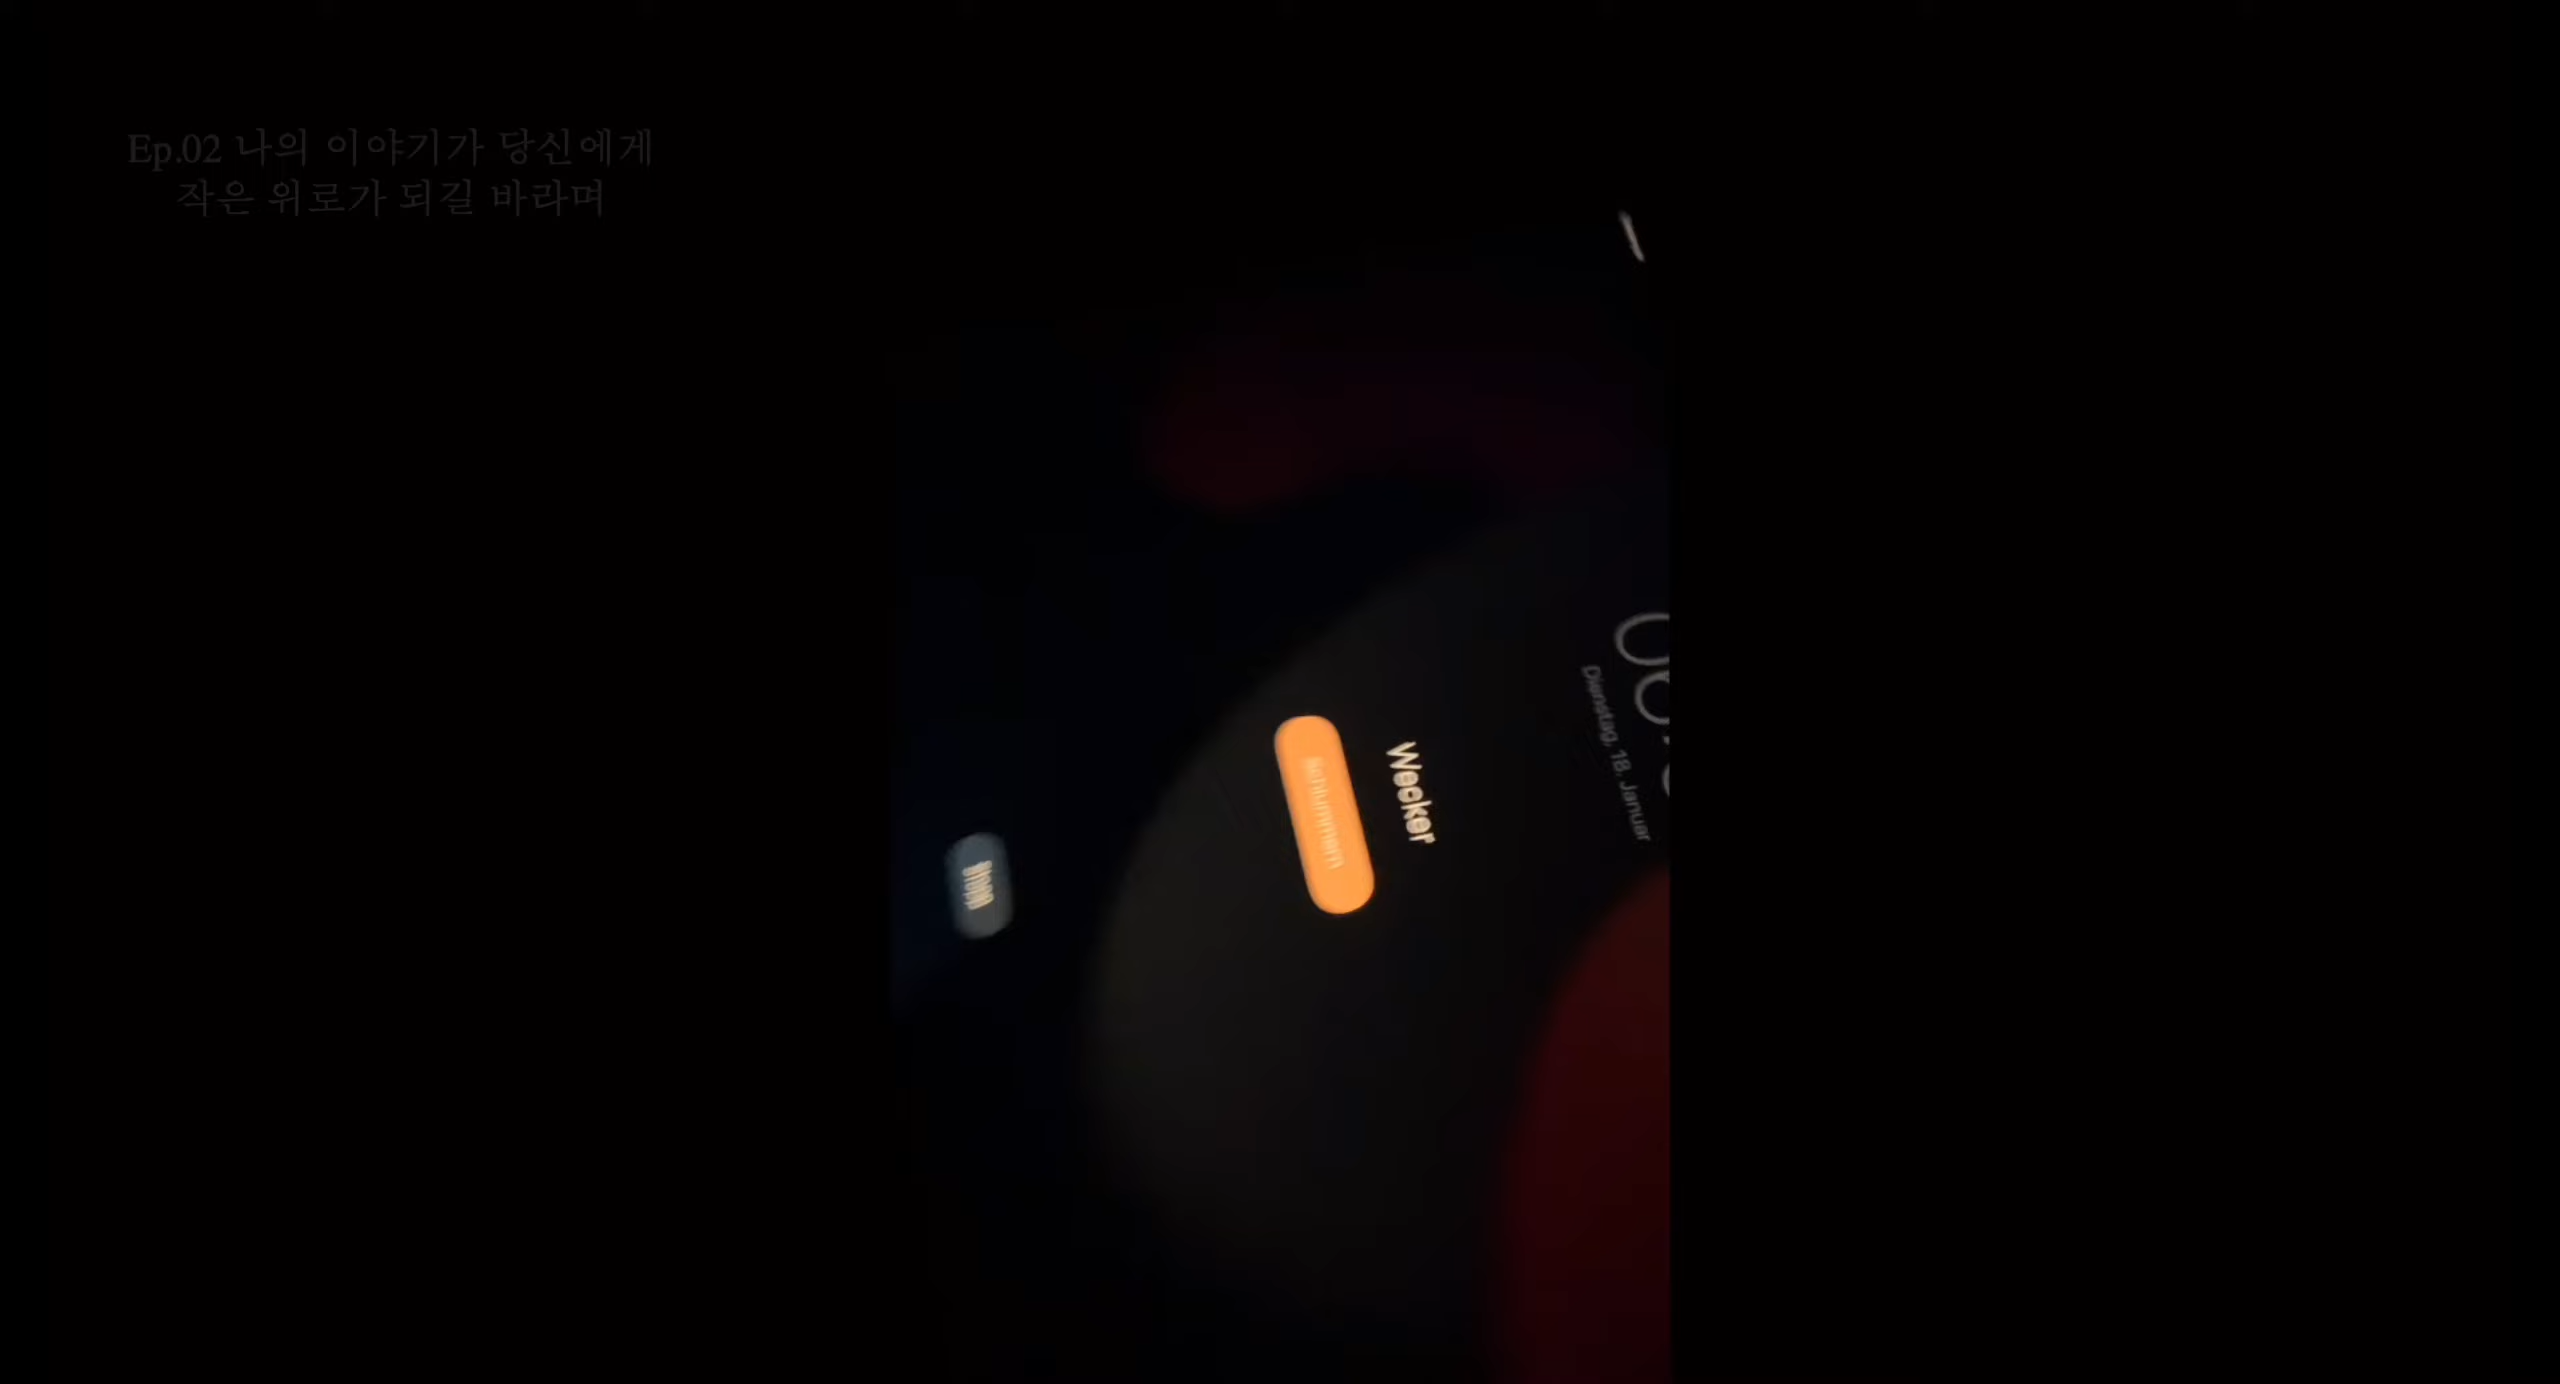 Ep.02 나의 이야기가 당신에게
작은 위로가 되길 바라며
Dienstag, 18. Januar
Wecker
Schlummern
Stopp